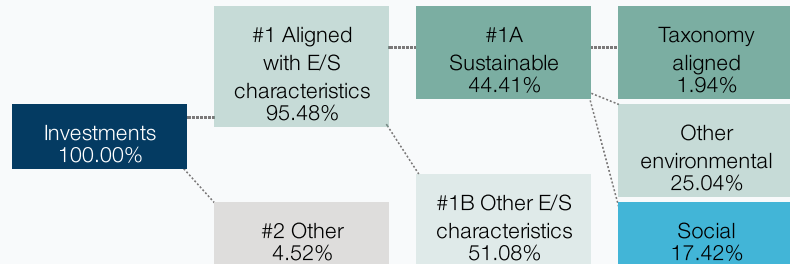 Investments
100.00%
#1 Aligned
with E/S
characteristics
95.48%
#2 Other
4.52%
#1A
Sustainable
44.41%
#1B Other E/S
characteristics
51.08%
Taxonomy
aligned
1.94%
Other
environmental
25.04%
Social
17.42%